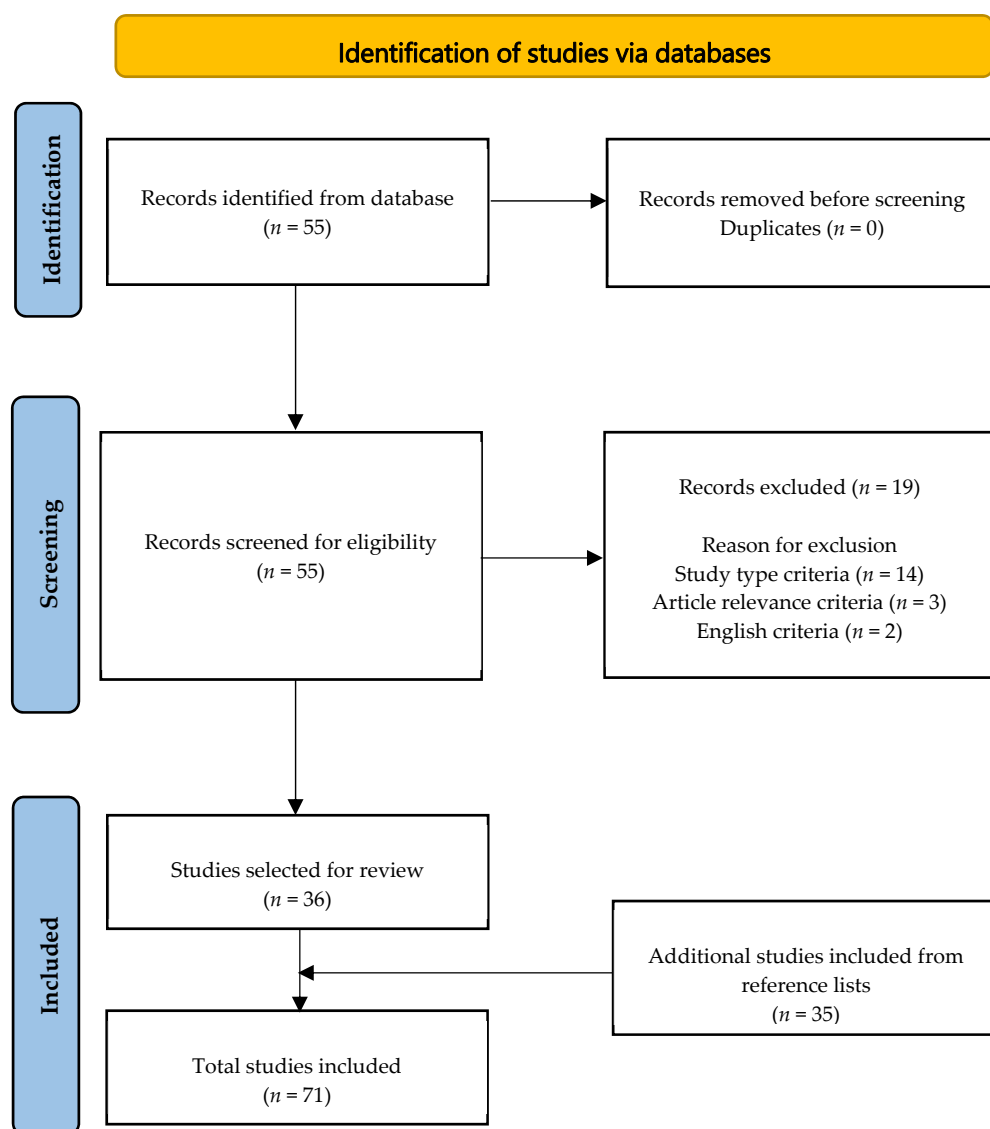 Identification of studies via databases
Identification
Records identified from database
(n = 55)
Records removed before screening
Duplicates (n = 0)
Screening
Records screened for eligibility
(n = 55)
Records excluded (n = 19)
Reason for exclusion
Study type criteria (n = 14)
Article relevance criteria (n = 3)
English criteria (n = 2)
Included
Studies selected for review
(n = 36)
Additional studies included from
reference lists
(n = 35)
Total studies included
(n = 71)